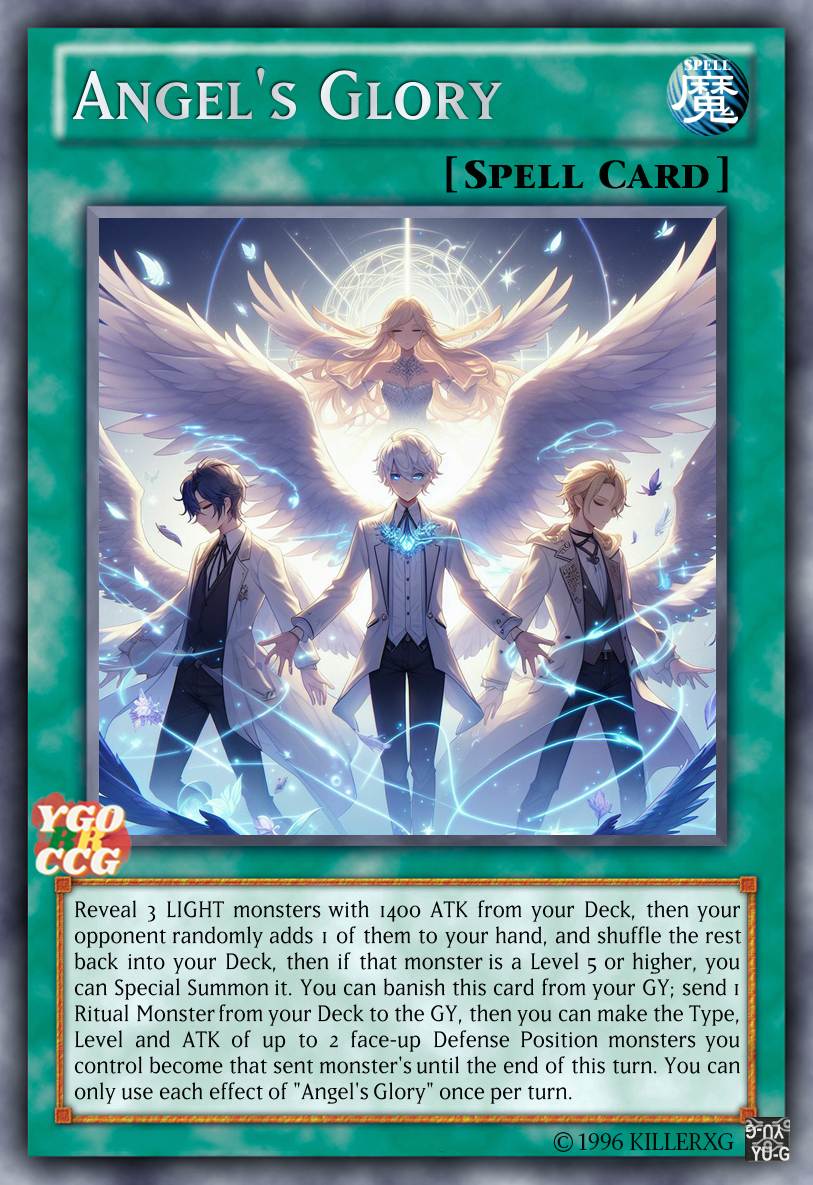 ANGEL'S GLORY
SPELL
魔
[SPELL CARD]
YGO
BR
CCG
Reveal 3 LIGHT monsters with 1400 ATK from your Deck, then your
opponent randomly adds 1 of them to your hand, and shuffle the rest
back into your Deck, then if that monster is a Level 5 or higher, you
can Special Summon it. You can banish this card from your GY; send 1
Ritual Monster from your Deck to the GY, then you can make the Type,
Level and ATK of up to 2 face-up Defense Position monsters you
control become that sent monster's until the end of this turn. You can
only use each effect of "Angel's Glory" once per turn.
© 1996 KILLERXG
YU-G